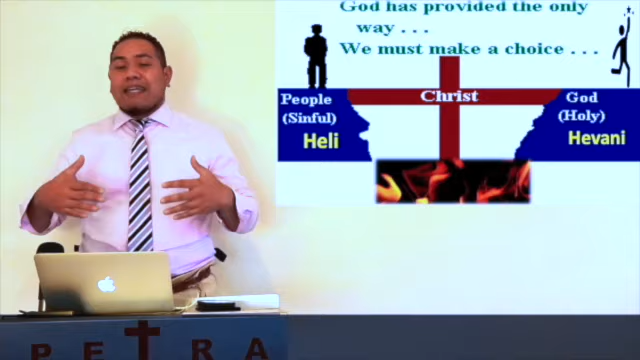 God has provided the only
way . . .
We must make a choice . . .
People
(Sinful)
Heli
Christ
God
(Holy)
Hevani
PETRA